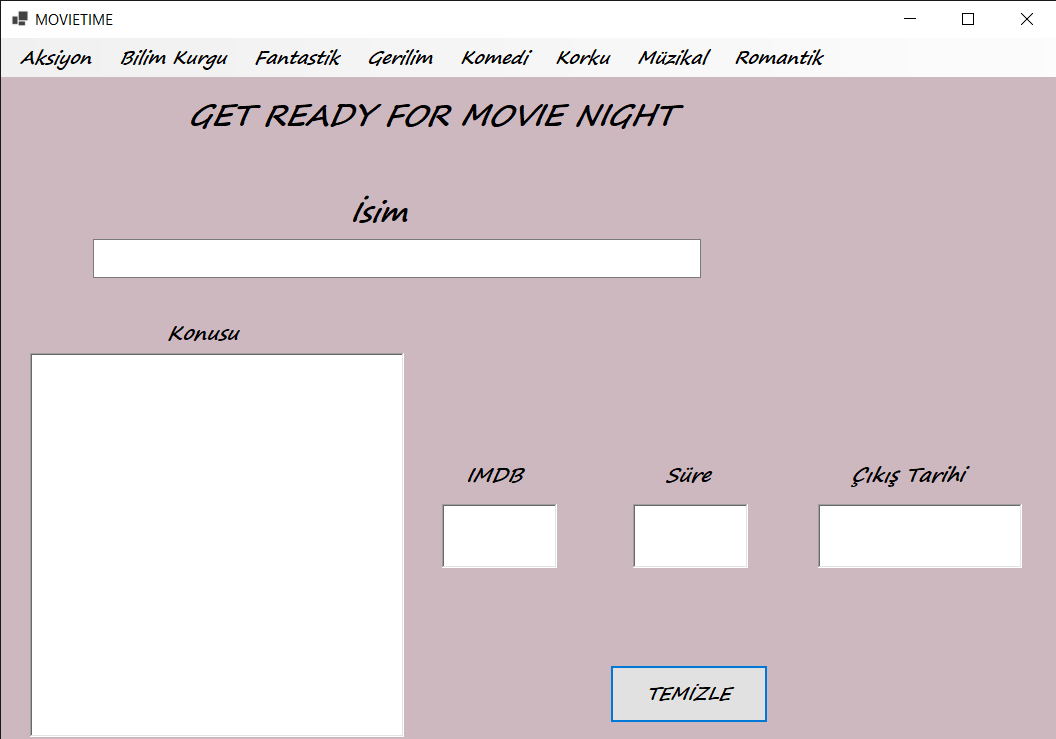 MOVIETIME
Aksiyon Bilim Kurgu Fantastik Gerilim Komedi Korku Müzikal Romantik
GET READY FOR MOVIE NIGHT
İsim
Konusu
IMDB Süre Çıkış Tarihi
TEMİZLE